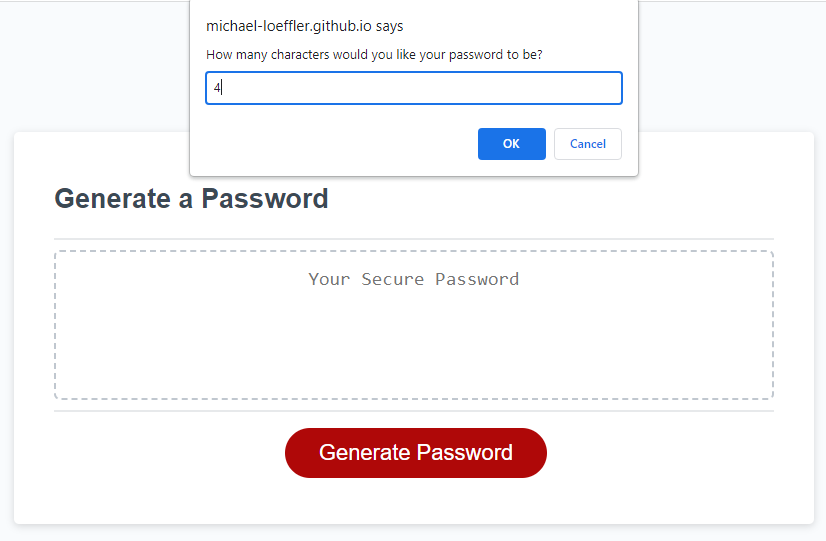 michael-loeffler.github.io says
How many characters would you like your password to be?
4
OK
Cancel
Generate a Password
Your Secure Password
Generate Password